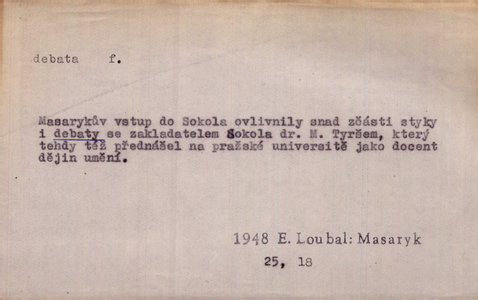 debata f.
Masarykův vstup do Sokola ovlivnily snad zčásti styky
i debaty se zakladatelem Sokola dr. M. Tyršem, který
tehdy též přednášel na pražské universitě jako docent
dějin umění.
1948 E. Loubal: Masaryk
25, 18